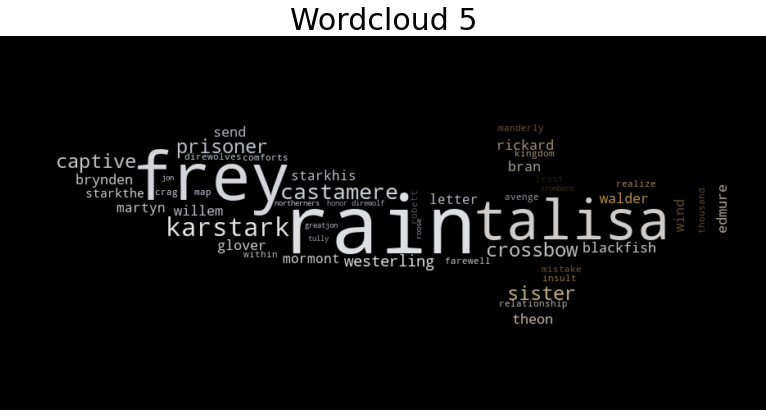 Wordcloud 5
manderly
send
rickard
prisoner
kingdom
direwolves comforts
captive
frey
bran
brynden
jon
starkhis
least
ironborn
realize
starkthe
crag
map
castamere
avenge
walder
edmure
letter
robett
thousand
wind
martyn
willem
northerners
honor
direwolf
rain
talisa
karstark
greatjon
roose
tully
glover
crossbow
blackfish
within
mormont
westerling
farewell
mistake
insult
sister
relationship
theon